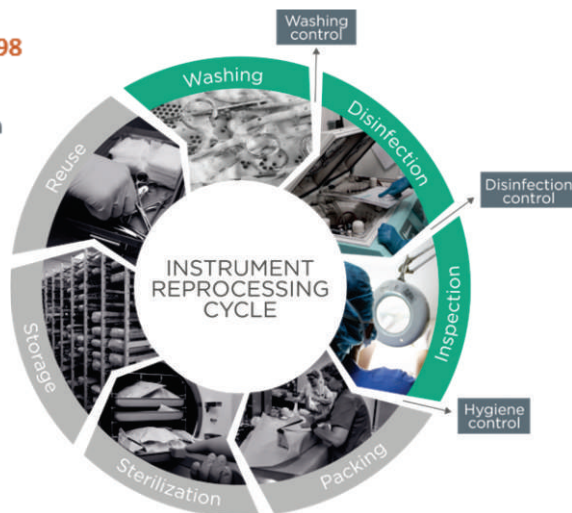 98
Washing
control
Washing
Disinfection
Disinfection
control
Inspection
Hygiene
control
Packing
Sterilization
Storage
Reuse
INSTRUMENT
REPROCESSING
CYCLE